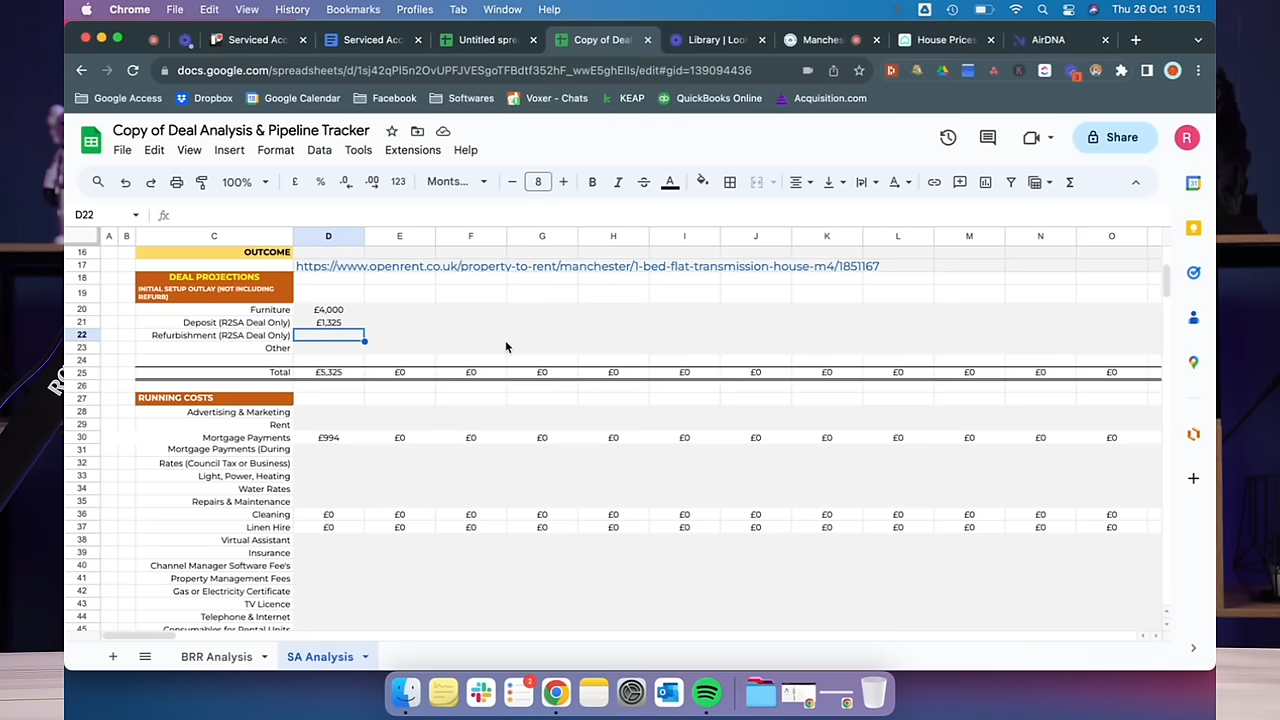 Chrome File Edit View History Bookmarks Profiles Tab Window Help Thu 26 Oct 10:51
Serviced Acc Serviced Acc Untitled spre Copy of Deal Library | Loor Manches House Prices AirDNA
docs.google.com/spreadsheets/d/1sj42qPl5n2OvUPFJVESgoTFBdtf352hF_wwE5ghElIs/edit#gid=139094436
Google Access Dropbox Google Calendar Facebook Softwares Voxer - Chats KEAP QuickBooks Online Acquisition.com
Copy of Deal Analysis & Pipeline Tracker
Share R
File Edit View Insert Format Data Tools Extensions Help
100% £ % .0 .00 123 Monts... 8 B I S A
D22 fx
A B C D E F G H I J K L M N O
16 OUTCOME
17 https://www.openrent.co.uk/property-to-rent/manchester/1-bed-flat-transmission-house-m4/1851167
18 DEAL PROJECTIONS
19 INITIAL SETUP OUTLAY (NOT INCLUDING
REFURB)
20 Furniture £4,000
21 Deposit (R2SA Deal Only) £1,325
22 Refurbishment (R2SA Deal Only)
23 Other
24
25 Total £5,325 £0 £0 £0 £0 £0 £0 £0 £0 £0 £0 £0
26
27 RUNNING COSTS
28 Advertising & Marketing
29 Rent
30 Mortgage Payments £994 £0 £0 £0 £0 £0 £0 £0 £0 £0 £0 £0
31 Mortgage Payments (During
32 Rates (Council Tax or Business)
33 Light, Power, Heating
34 Water Rates
35 Repairs & Maintenance
36 Cleaning £0 £0 £0 £0 £0 £0 £0 £0 £0 £0 £0 £0
37 Linen Hire £0 £0 £0 £0 £0 £0 £0 £0 £0 £0 £0 £0
38 Virtual Assistant
39 Insurance
40 Channel Manager Software Fee's
41 Property Management Fees
42 Gas or Electricity Certificate
43 TV Licence
44 Telephone & Internet
45 Consumables for Rental Units
BRR Analysis SA Analysis
2